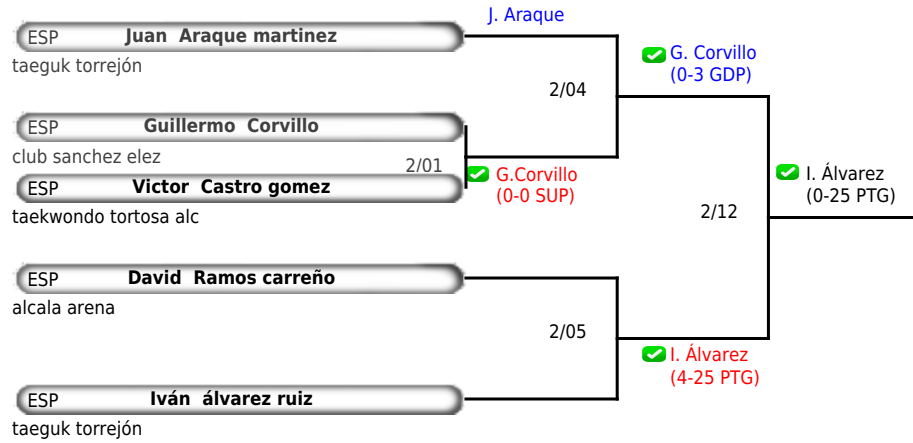 J. Araque
ESP Juan Araque martinez
taeguk torrejón
G. Corvillo
(0-3 GDP)
2/04
ESP Guillermo Corvillo
club sanchez elez
2/01
G.Corvillo
(0-0 SUP)
ESP Victor Castro gomez
taekwondo tortosa alc
I. Álvarez
(0-25 PTG)
2/12
ESP David Ramos carreño
alcala arena
2/05
I. Álvarez
(4-25 PTG)
ESP Iván álvarez ruiz
taeguk torrejón